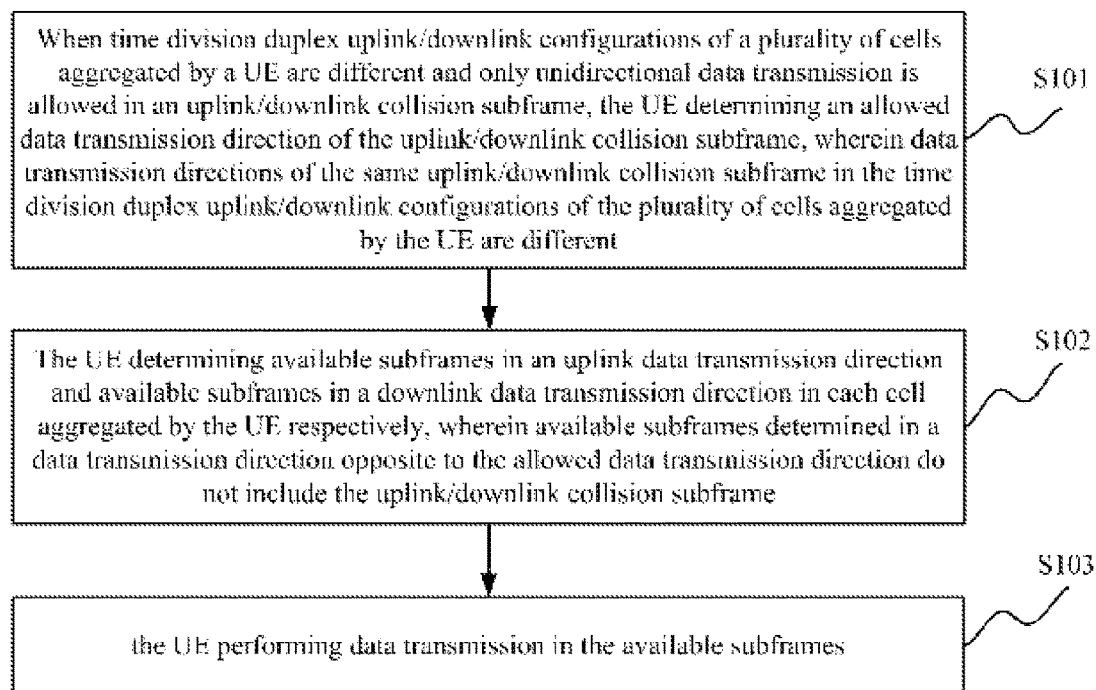 When time division duplex uplink/downlink configurations of a plurality of cells
aggregated by a UE are different and only unidirectional data transmission is
allowed in an uplink/downlink collision subframe, the UE determining an allowed
data transmission direction of the uplink/downlink collision subframe, wherein data
transmission directions of the same uplink/downlink collision subframe in the time
division duplex uplink/downlink configurations of the plurality of cells aggregated
by the UE are different
S101
The UE determining available subframes in an uplink data transmission direction
and available subframes in a downlink data transmission direction in each cell
aggregated by the UE respectively, wherein available subframes determined in a
data transmission direction opposite to the allowed data transmission direction do
not include the uplink/downlink collision subframe
S102
the UE performing data transmission in the available subframes
S103